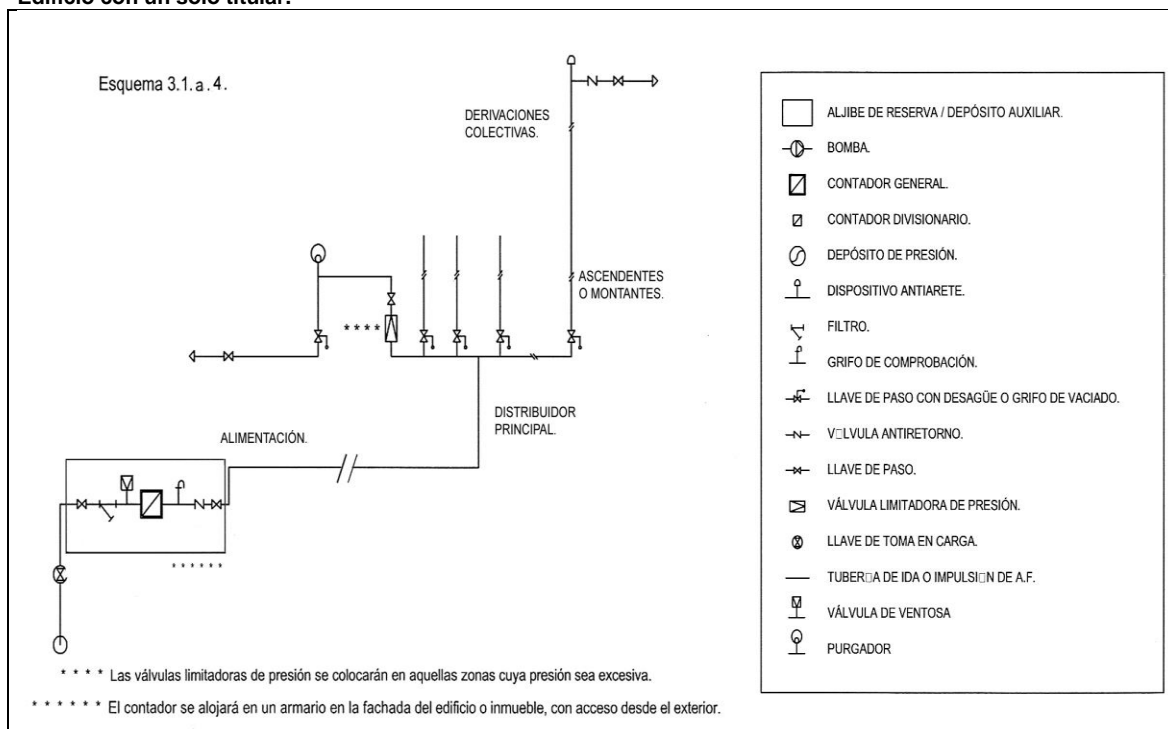 Edificio con un solo titular.
Esquema 3.1.a.4.
DERIVACIONES
COLECTIVAS.
ASCENDENTES
O MONTANTES.
* * * *
DISTRIBUIDOR
PRINCIPAL.
ALIMENTACIÓN.
* * * * * *
* * * * Las válvulas limitadoras de presión se colocarán en aquellas zonas cuya presión sea excesiva.
* * * * * * El contador se alojará en un armario en la fachada del edificio o inmueble, con acceso desde el exterior.
ALJIBE DE RESERVA / DEPÓSITO AUXILIAR.
BOMBA.
CONTADOR GENERAL.
CONTADOR DIVISIONARIO.
DEPÓSITO DE PRESIÓN.
DISPOSITIVO ANTIARETE.
FILTRO.
GRIFO DE COMPROBACIÓN.
LLAVE DE PASO CON DESAGÜE O GRIFO DE VACIADO.
V□LVULA ANTIRETORNO.
LLAVE DE PASO.
VÁLVULA LIMITADORA DE PRESIÓN.
LLAVE DE TOMA EN CARGA.
TUBER□A DE IDA O IMPULSI□N DE A.F.
VÁLVULA DE VENTOSA
PURGADOR